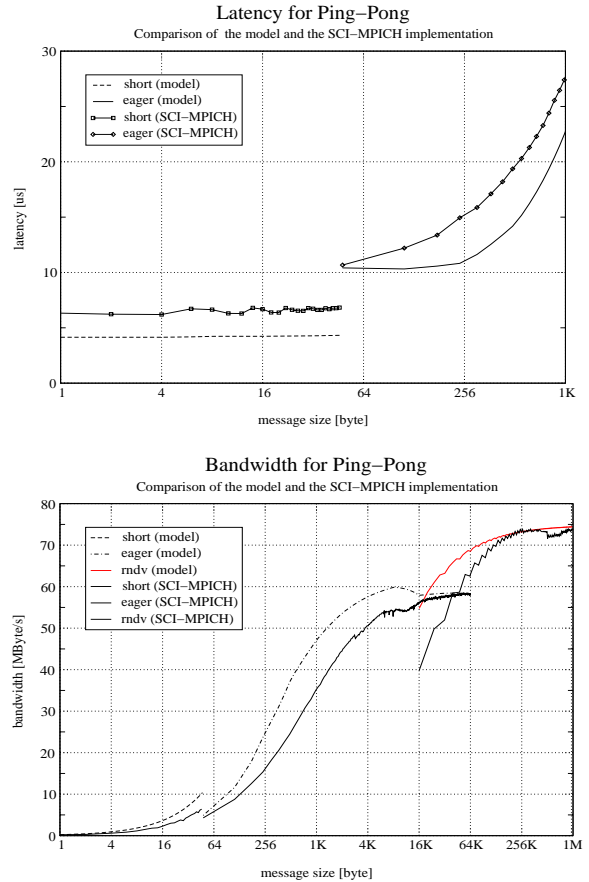 Latency for Ping−Pong
Comparison of the model and the SCI−MPICH implementation
30
short (model)
eager (model)
short (SCI−MPICH)
eager (SCI−MPICH)
20
latency [us]
10
0
1 4 16 64 256 1K
message size [byte]
Bandwidth for Ping−Pong
Comparison of the model and the SCI−MPICH implementation
80
short (model)
eager (model)
rndv (model)
short (SCI−MPICH)
eager (SCI−MPICH)
rndv (SCI−MPICH)
70
60
50
bandwidth [MByte/s]
40
30
20
10
0
1 4 16 64 256 1K 4K 16K 64K 256K 1M
message size [byte]